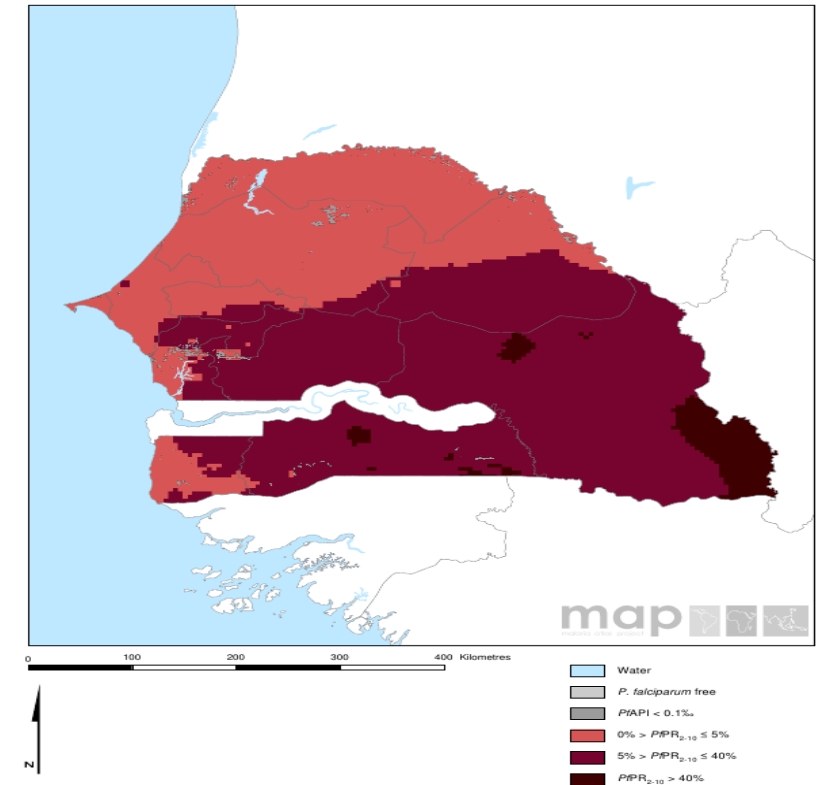 map
malaria atlas project
0 100 200 300 400 Kilometres
Water
P. falciparum free
PfAPI < 0.1‰
0% > PfPR2-10 ≤ 5%
5% > PfPR2-10 ≤ 40%
PfPR2-10 > 40%
N